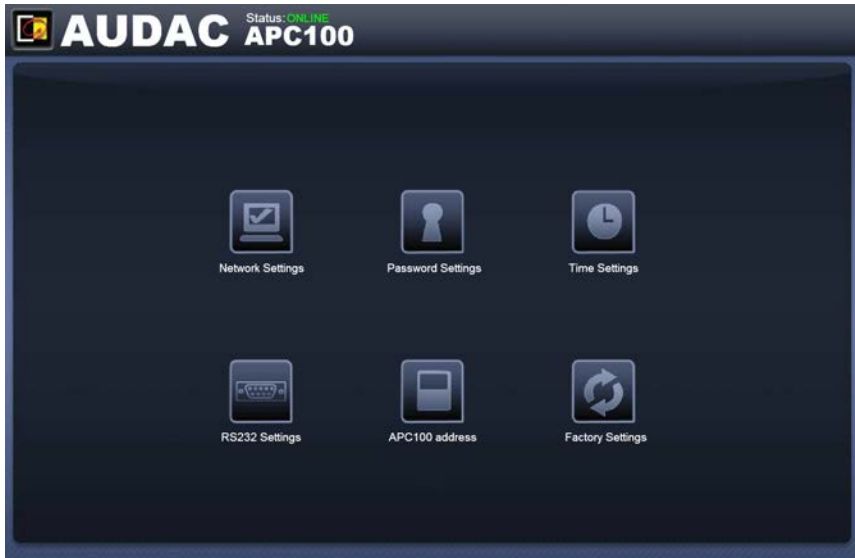 AUDAC
Status:ONLINE
APC100
Network Settings
Password Settings
Time Settings
RS232 Settings
APC100 address
Factory Settings